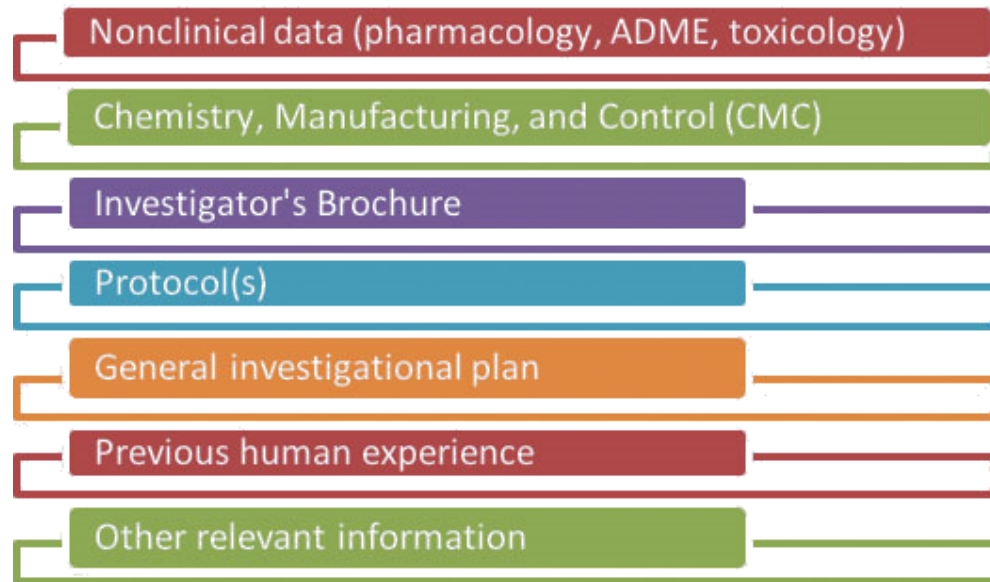 Nonclinical data (pharmacology, ADME, toxicology)
Chemistry, Manufacturing, and Control (CMC)
Investigator's Brochure
Protocol(s)
General investigational plan
Previous human experience
Other relevant information